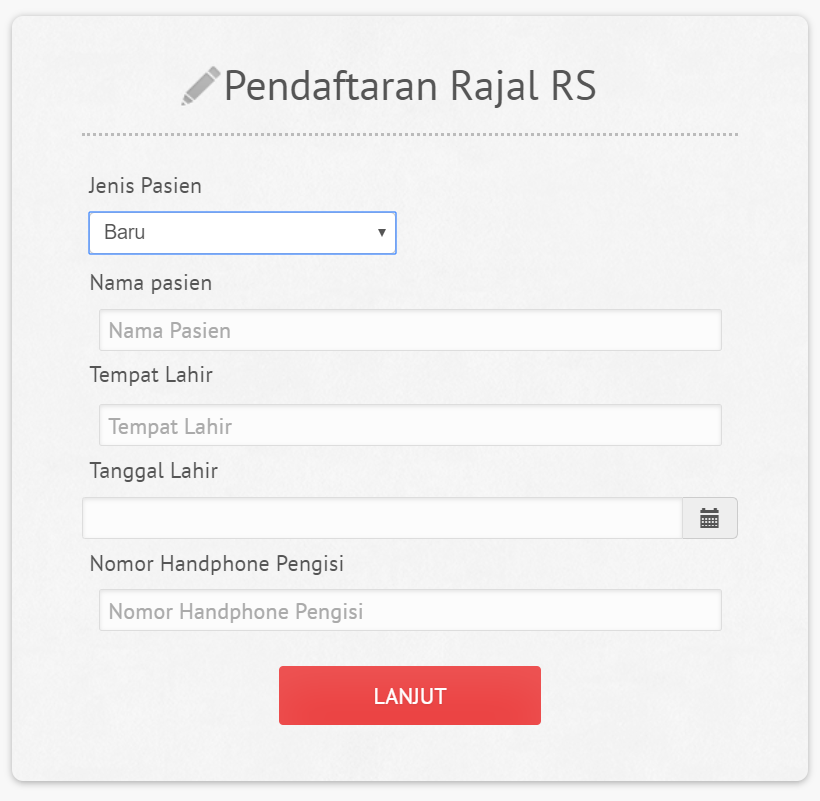 Pendaftaran Rajal RS
Jenis Pasien
Baru
Nama pasien
Nama Pasien
Tempat Lahir
Tempat Lahir
Tanggal Lahir
Nomor Handphone Pengisi
Nomor Handphone Pengisi
LANJUT